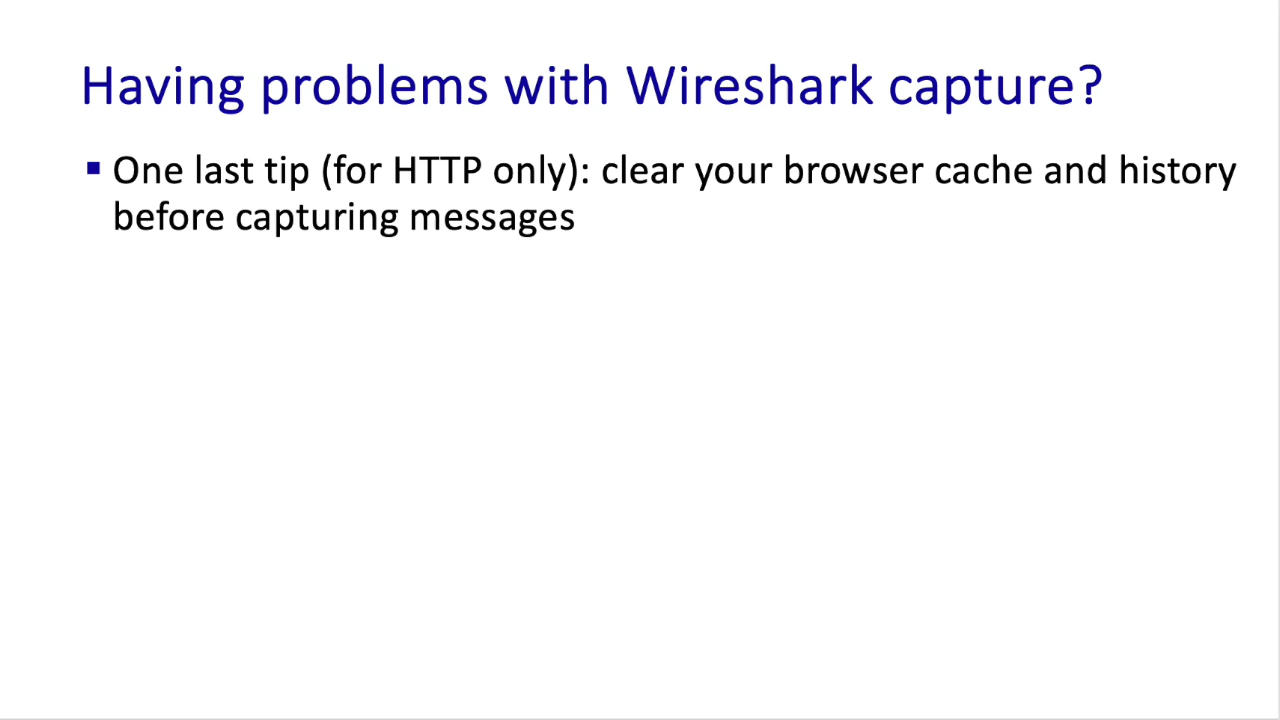 Having problems with Wireshark capture?
▪ One last tip (for HTTP only): clear your browser cache and history
before capturing messages